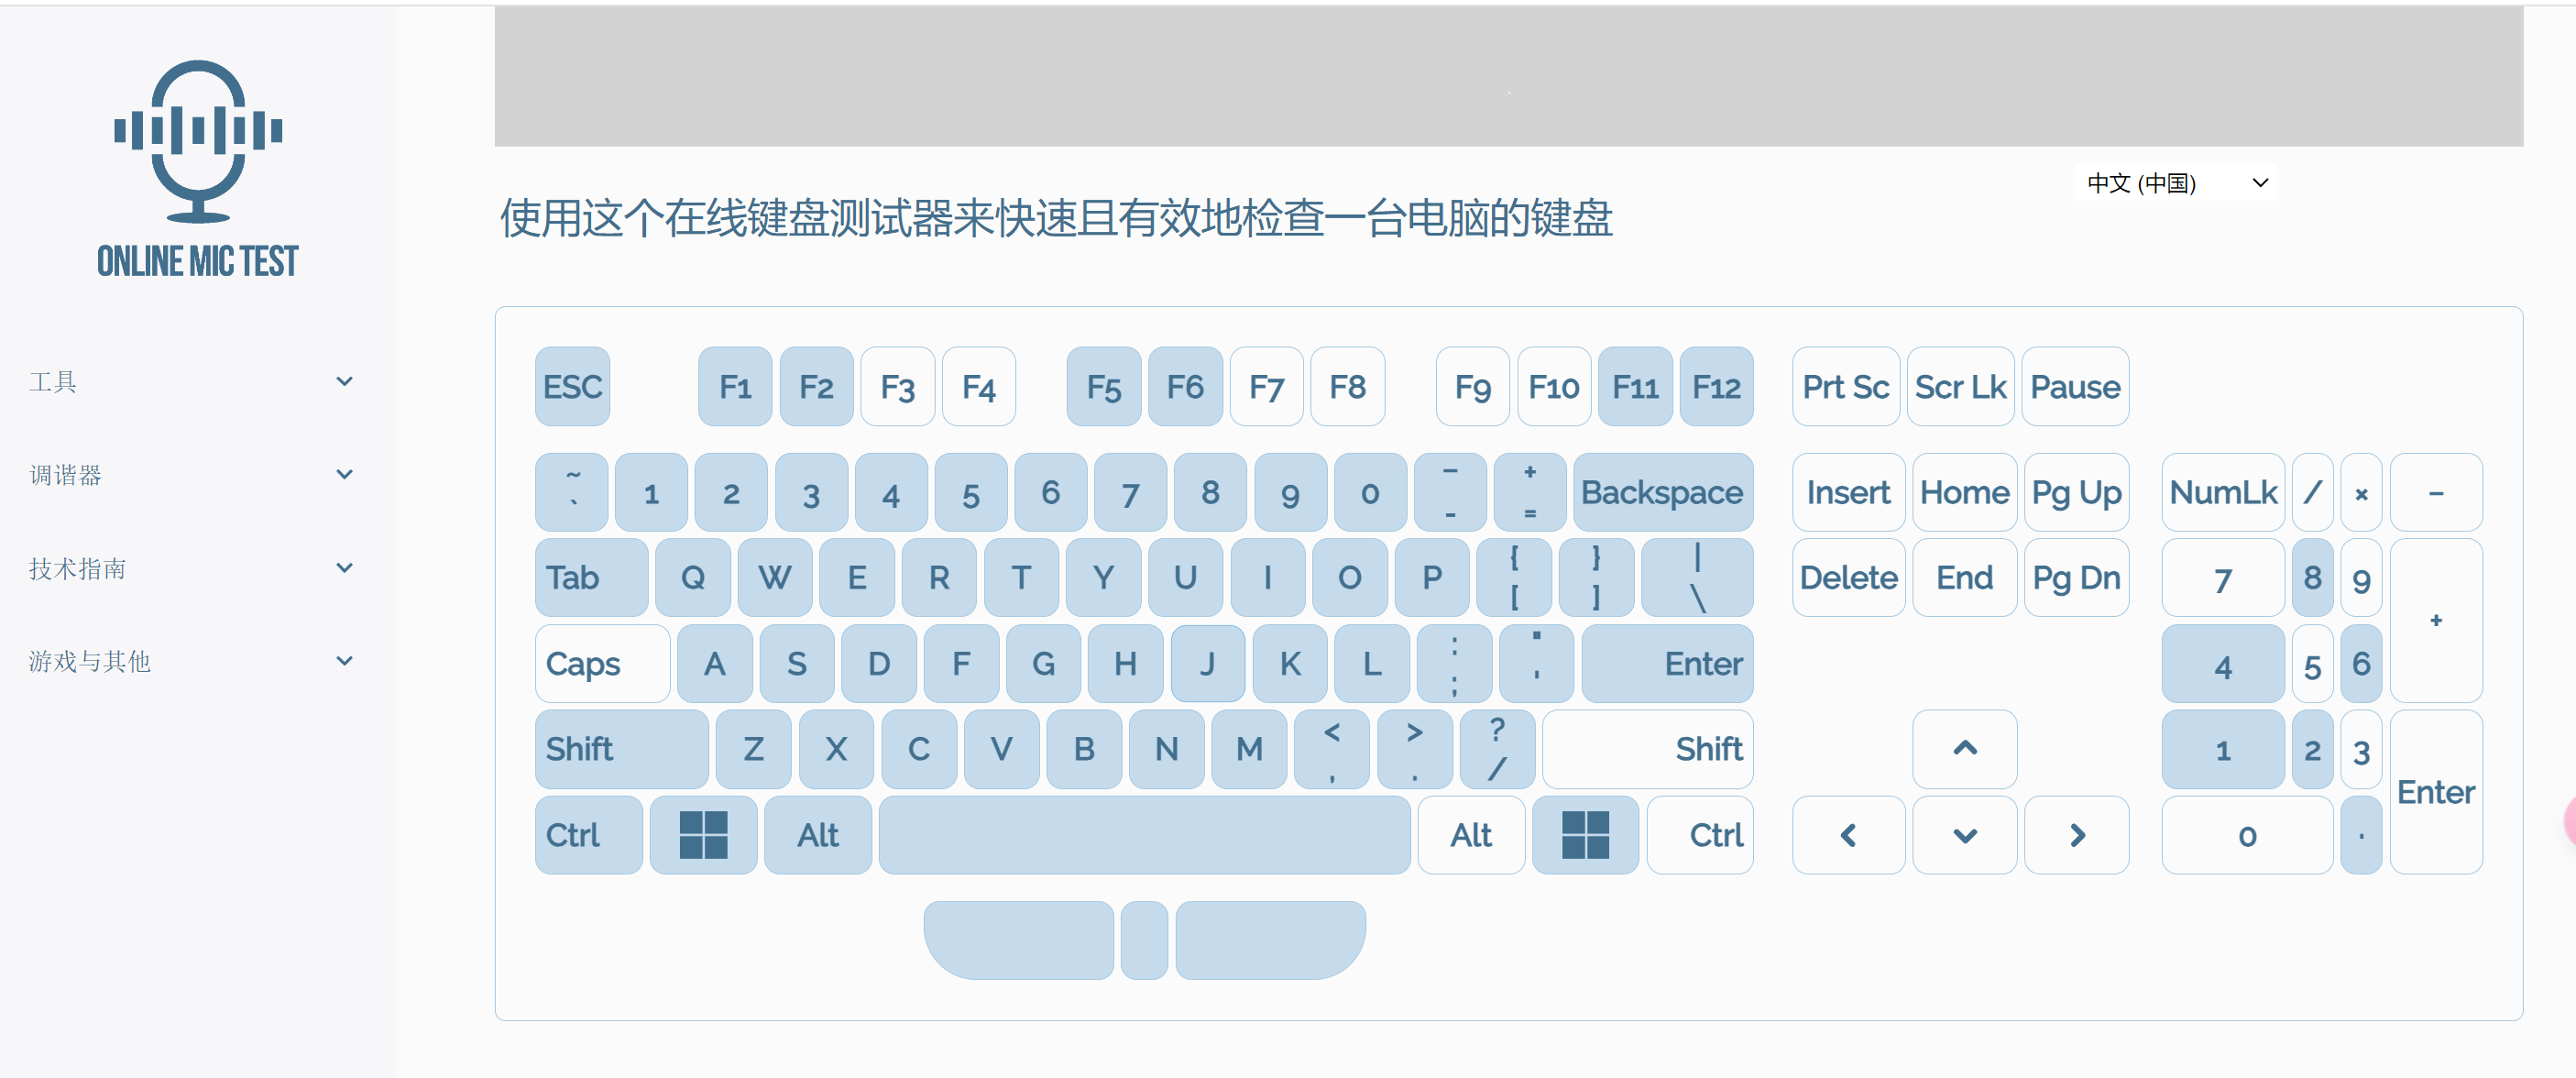 ONLINE MIC TEST
工具
调谐器
技术指南
游戏与其他
中文 (中国)
使用这个在线键盘测试器来快速且有效地检查一台电脑的键盘
ESC F1 F2 F3 F4 F5 F6 F7 F8 F9 F10 F11 F12 Prt Sc Scr Lk Pause
~ ` 1 2 3 4 5 6 7 8 9 0 – - + = Backspace Insert Home Pg Up NumLk / × –
Tab Q W E R T Y U I O P { [ } ] | \ Delete End Pg Dn 7 8 9 +
Caps A S D F G H J K L : ; " ' Enter 4 5 6
Shift Z X C V B N M < , > . ? / Shift 1 2 3 Enter
Ctrl Alt Alt Ctrl 0 .